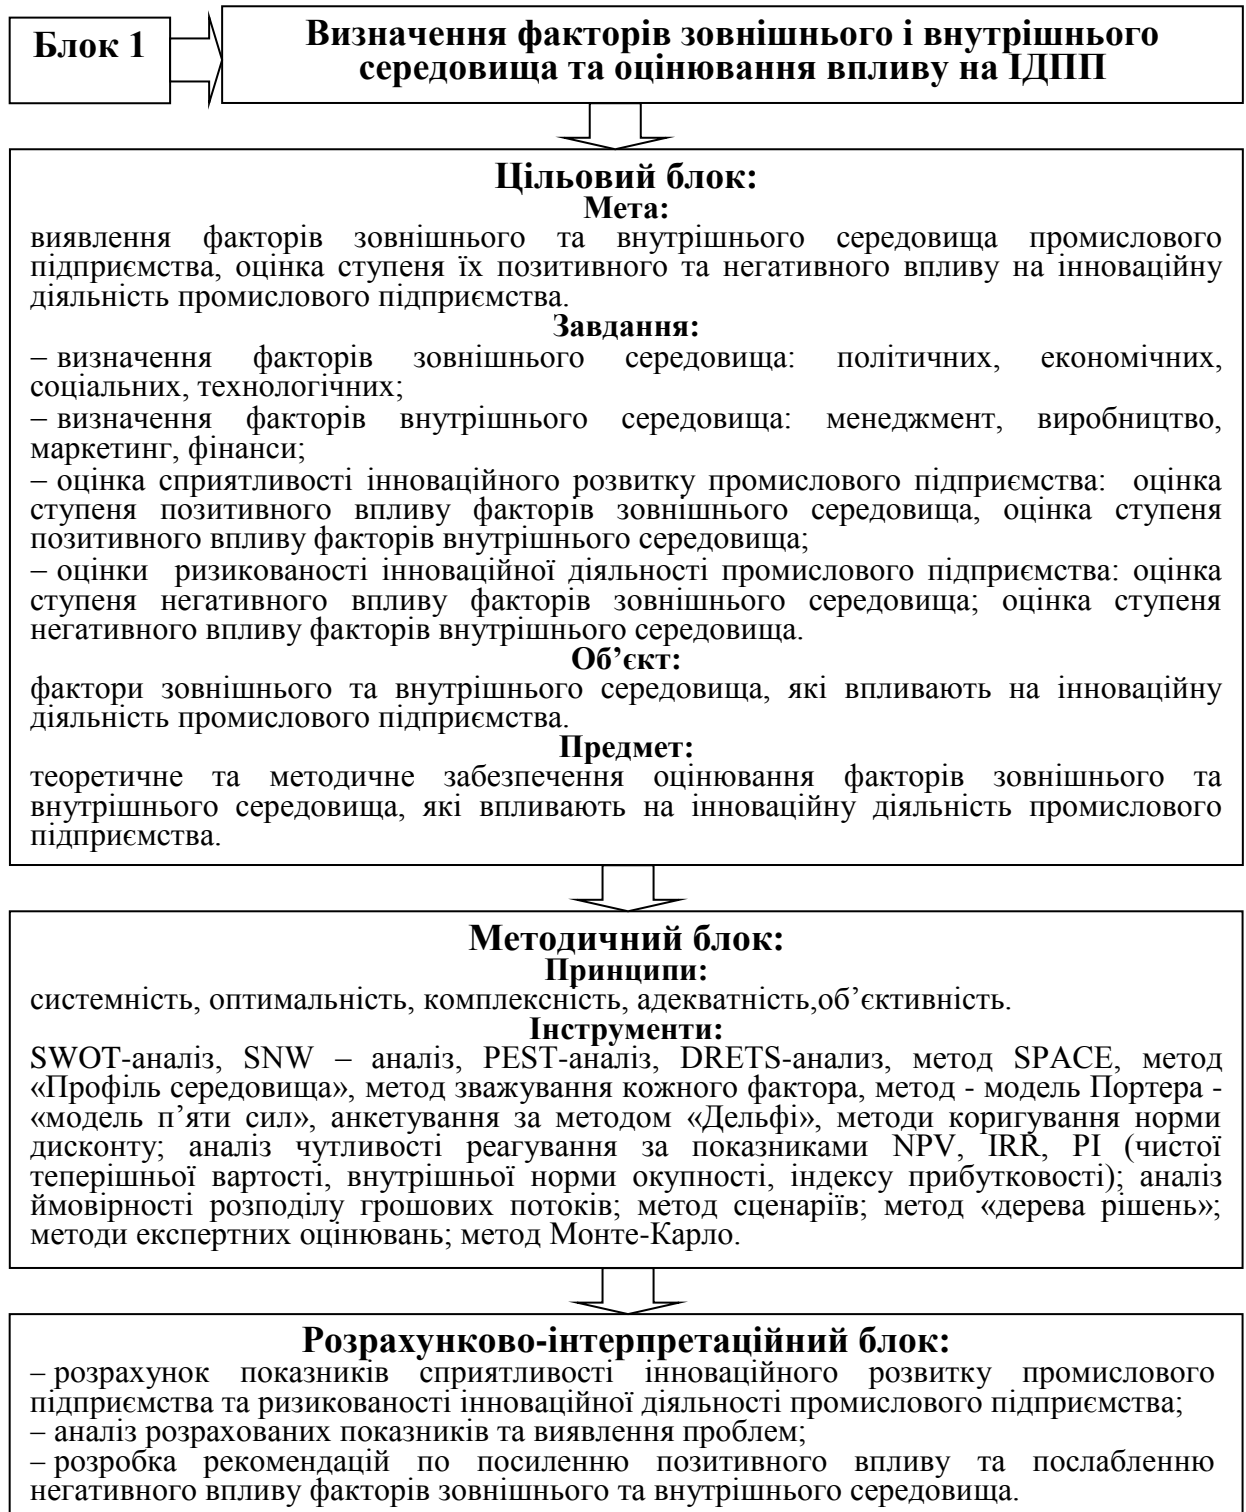 Блок 1
Визначення факторів зовнішнього і внутрішнього
середовища та оцінювання впливу на ІДПП
Цільовий блок:
Мета:
виявлення факторів зовнішнього та внутрішнього середовища промислового
підприємства, оцінка ступеня їх позитивного та негативного впливу на інноваційну
діяльність промислового підприємства.
Завдання:
– визначення факторів зовнішнього середовища: політичних, економічних,
соціальних, технологічних;
– визначення факторів внутрішнього середовища: менеджмент, виробництво,
маркетинг, фінанси;
– оцінка сприятливості інноваційного розвитку промислового підприємства: оцінка
ступеня позитивного впливу факторів зовнішнього середовища, оцінка ступеня
позитивного впливу факторів внутрішнього середовища;
– оцінки ризикованості інноваційної діяльності промислового підприємства: оцінка
ступеня негативного впливу факторів зовнішнього середовища; оцінка ступеня
негативного впливу факторів внутрішнього середовища.
Об’єкт:
фактори зовнішнього та внутрішнього середовища, які впливають на інноваційну
діяльність промислового підприємства.
Предмет:
теоретичне та методичне забезпечення оцінювання факторів зовнішнього та
внутрішнього середовища, які впливають на інноваційну діяльність промислового
підприємства.
Методичний блок:
Принципи:
системність, оптимальність, комплексність, адекватність,об’єктивність.
Інструменти:
SWOT-аналіз, SNW – аналіз, PEST-аналіз, DRETS-анализ, метод SPACE, метод
«Профіль середовища», метод зважування кожного фактора, метод - модель Портера -
«модель п’яти сил», анкетування за методом «Дельфі», методи коригування норми
дисконту; аналіз чутливості реагування за показниками NPV, IRR, PI (чистої
теперішньої вартості, внутрішньої норми окупності, індексу прибутковості); аналіз
ймовірності розподілу грошових потоків; метод сценаріїв; метод «дерева рішень»;
методи експертних оцінювань; метод Монте-Карло.
Розрахунково-інтерпретаційний блок:
– розрахунок показників сприятливості інноваційного розвитку промислового
підприємства та ризикованості інноваційної діяльності промислового підприємства;
– аналіз розрахованих показників та виявлення проблем;
– розробка рекомендацій по посиленню позитивного впливу та послабленню
негативного впливу факторів зовнішнього та внутрішнього середовища.